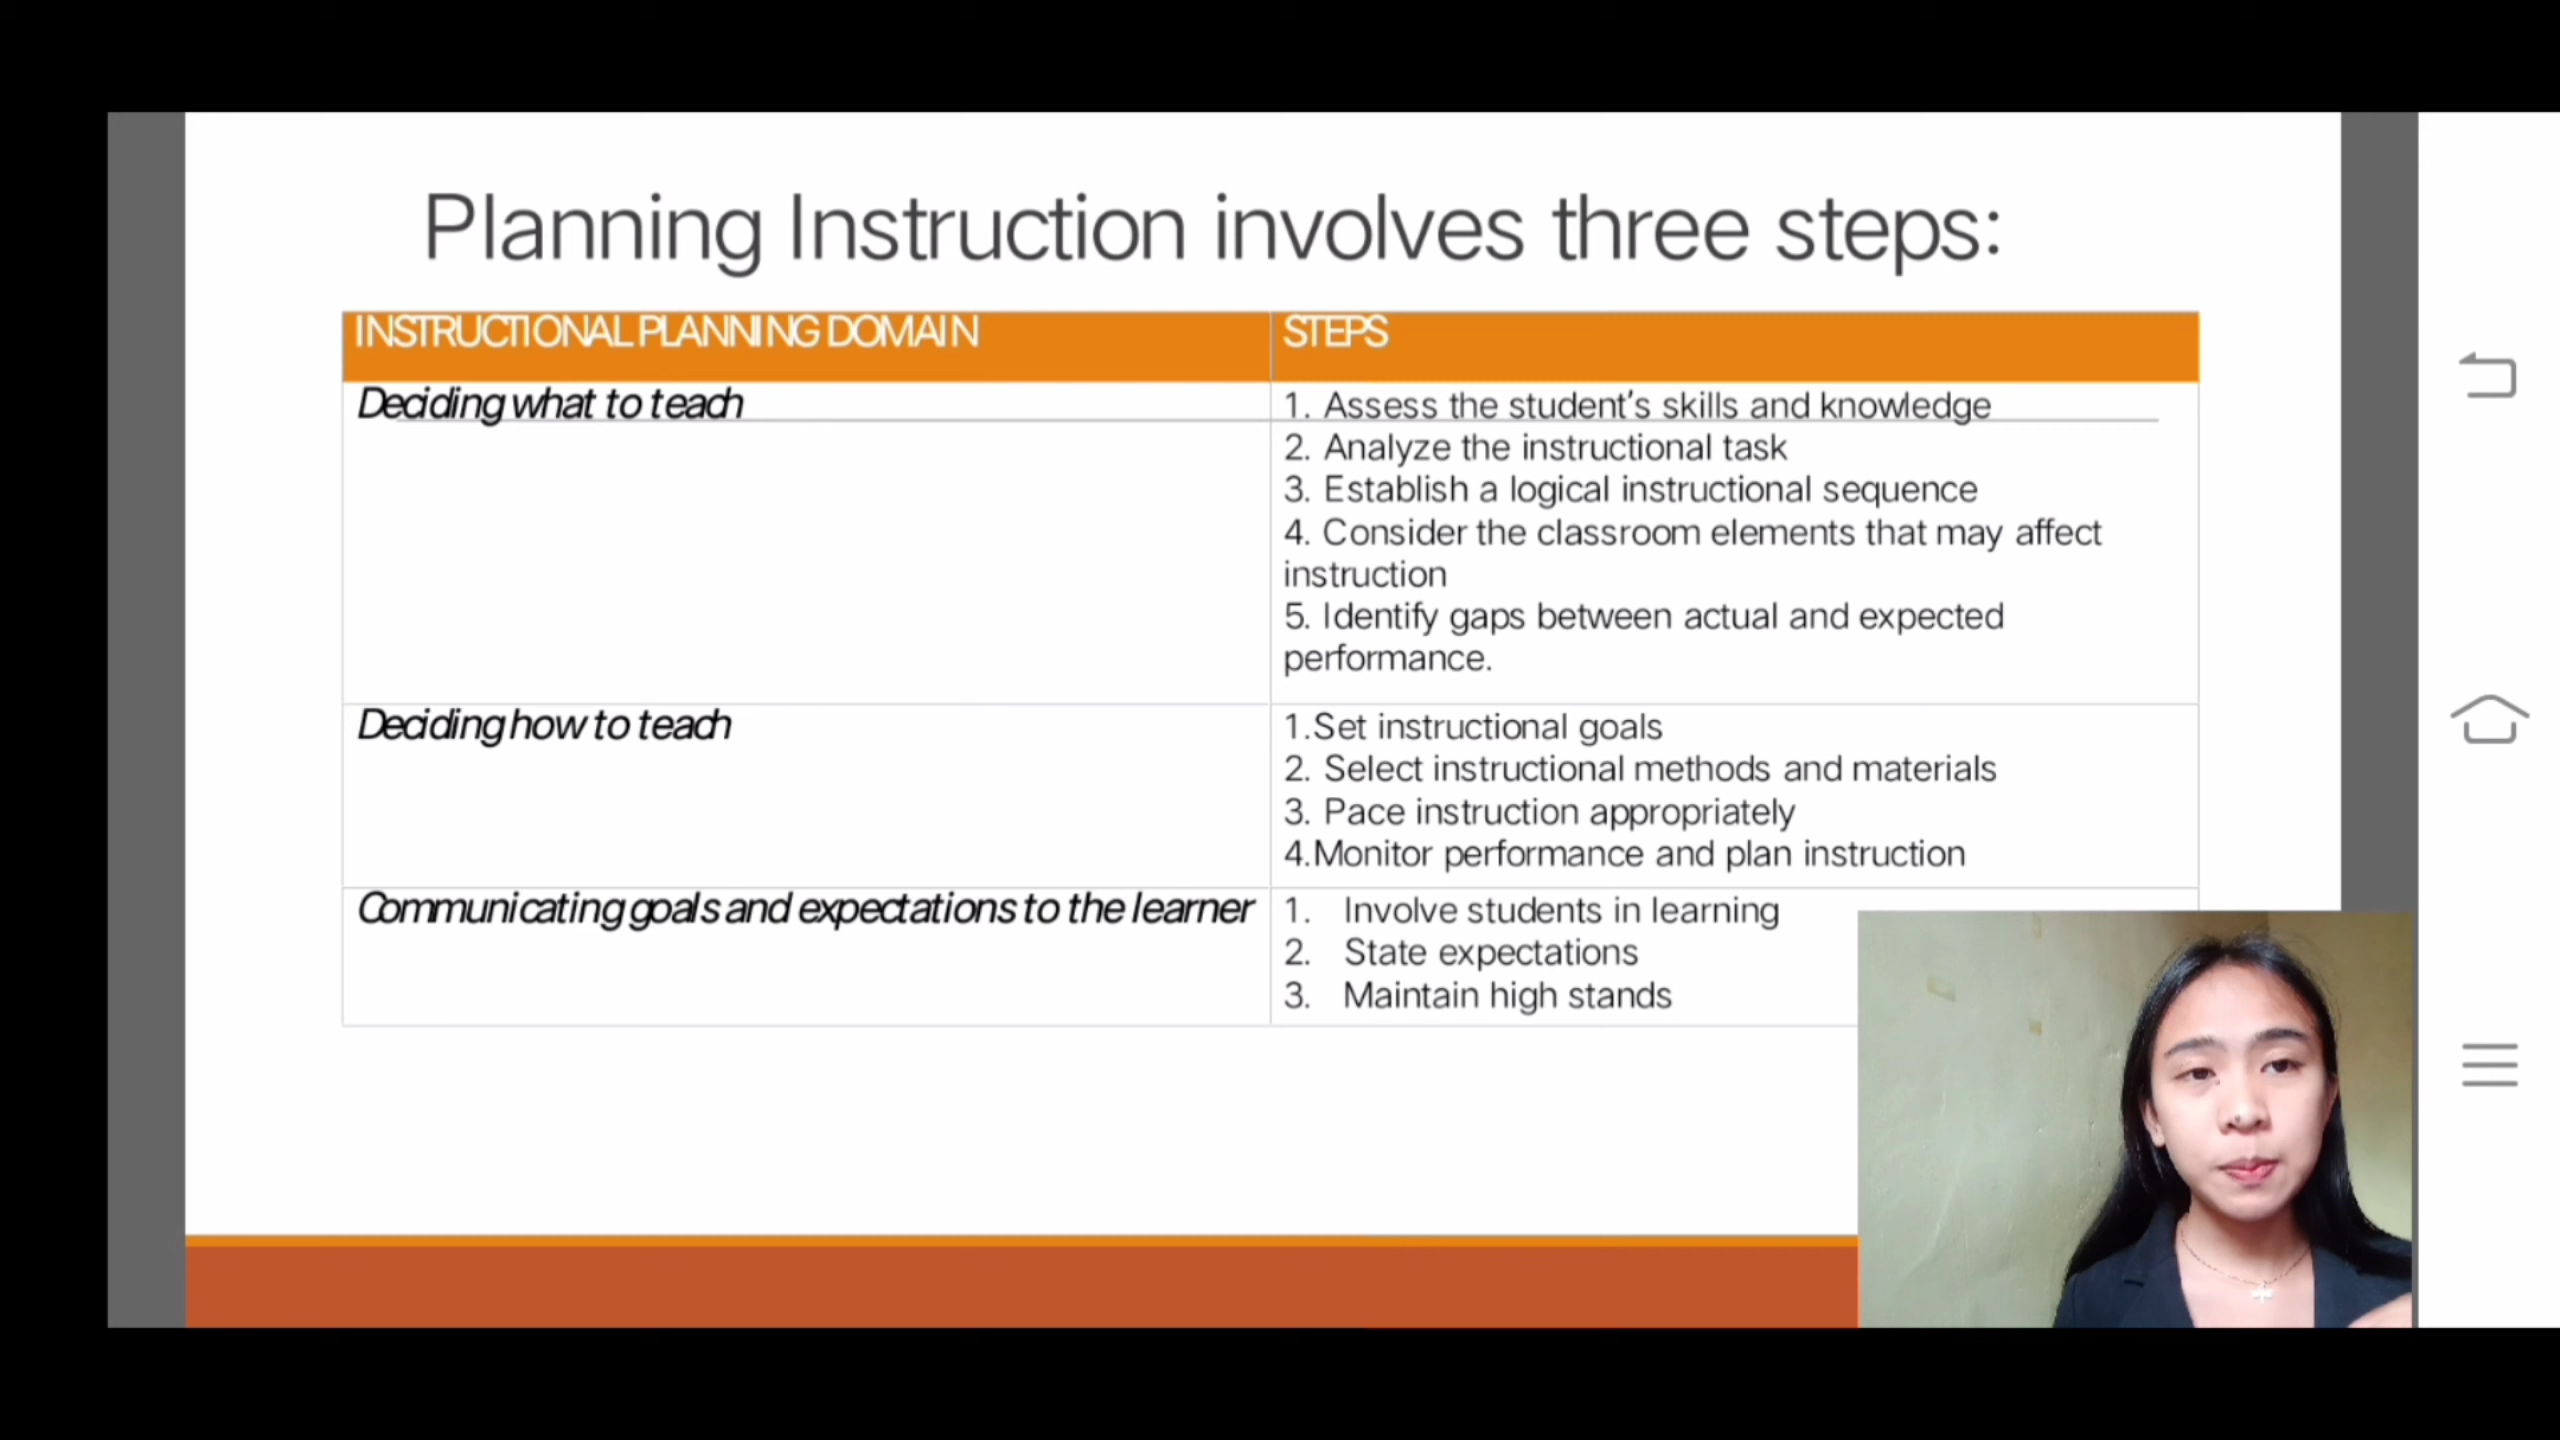 Planning Instruction involves three steps:
INSTRUCTIONAL PLANNING DOMAIN
STEPS
Deciding what to teach
1. Assess the student's skills and knowledge
2. Analyze the instructional task
3. Establish a logical instructional sequence
4. Consider the classroom elements that may affect
instruction
5. Identify gaps between actual and expected
performance.
Deciding how to teach
1.Set instructional goals
2. Select instructional methods and materials
3. Pace instruction appropriately
4.Monitor performance and plan instruction
Communicating goals and expectations to the learner
1. Involve students in learning
2. State expectations
3. Maintain high stands